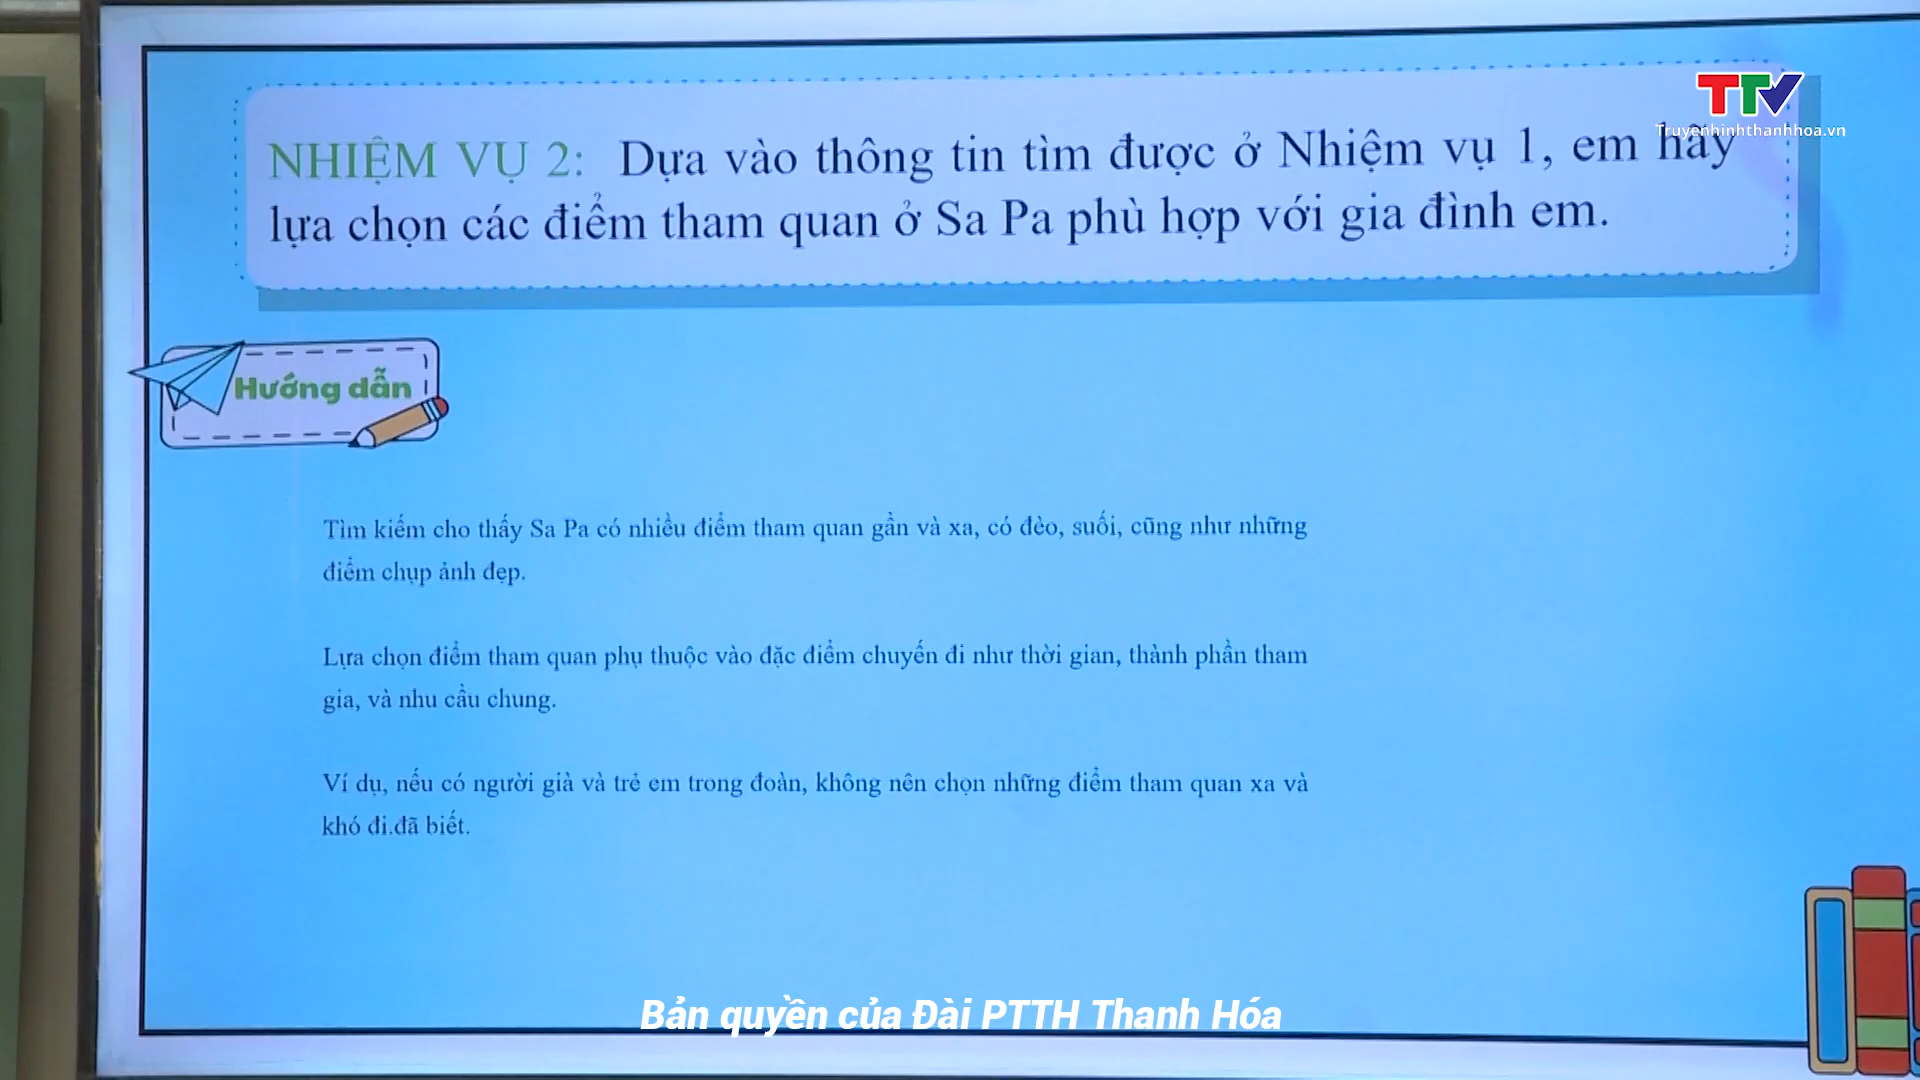 TTV
Truyenhinhthanhhoa.vn
NHIỆM VỤ 2: Dựa vào thông tin tìm được ở Nhiệm vụ 1, em hãy
lựa chọn các điểm tham quan ở Sa Pa phù hợp với gia đình em.
Hướng dẫn
Tìm kiếm cho thấy Sa Pa có nhiều điểm tham quan gần và xa, có đèo, suối, cũng như những
điểm chụp ảnh đẹp.
Lựa chọn điểm tham quan phụ thuộc vào đặc điểm chuyến đi như thời gian, thành phần tham
gia, và nhu cầu chung.
Ví dụ, nếu có người già và trẻ em trong đoàn, không nên chọn những điểm tham quan xa và
khó đi.đã biết.
Bản quyền của Đài PTTH Thanh Hóa